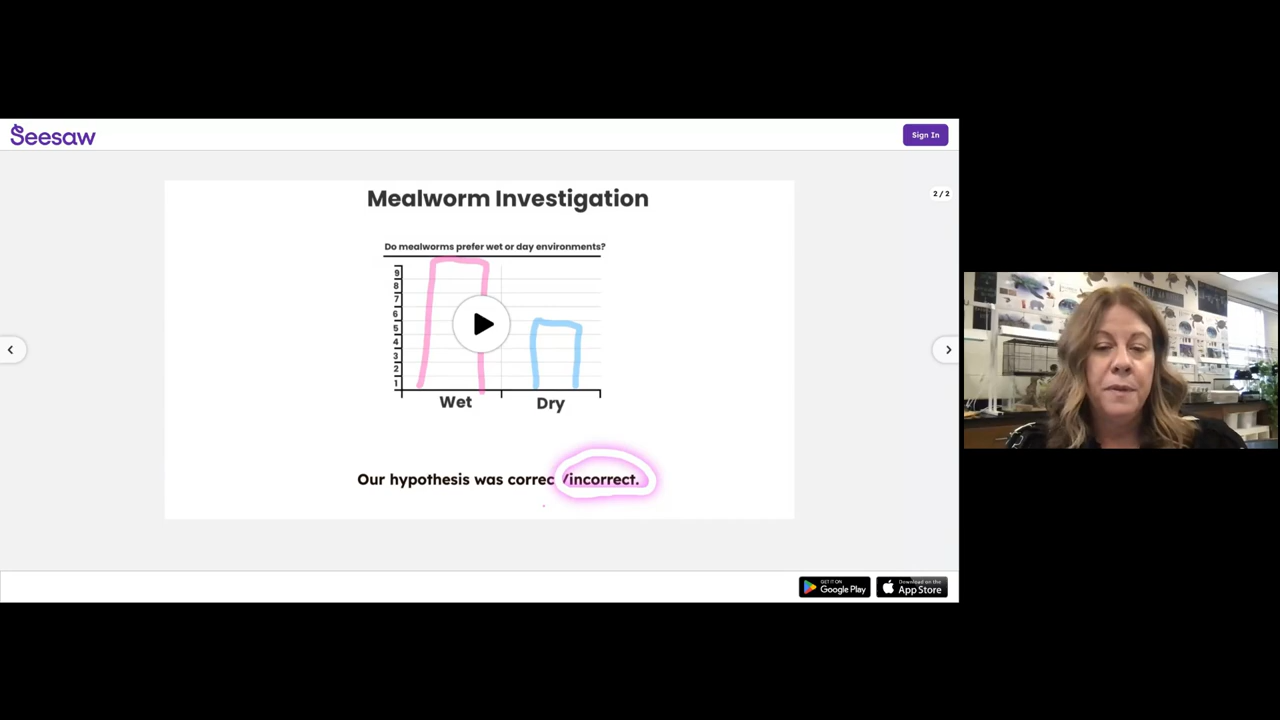 Seesaw
Sign In
Mealworm Investigation
2 / 2
Do mealworms prefer wet or day environments?
9
8
7
6
5
4
3
2
1
Wet
Dry
Our hypothesis was correc /incorrect.
GET IT ON
Google Play
Download on the
App Store